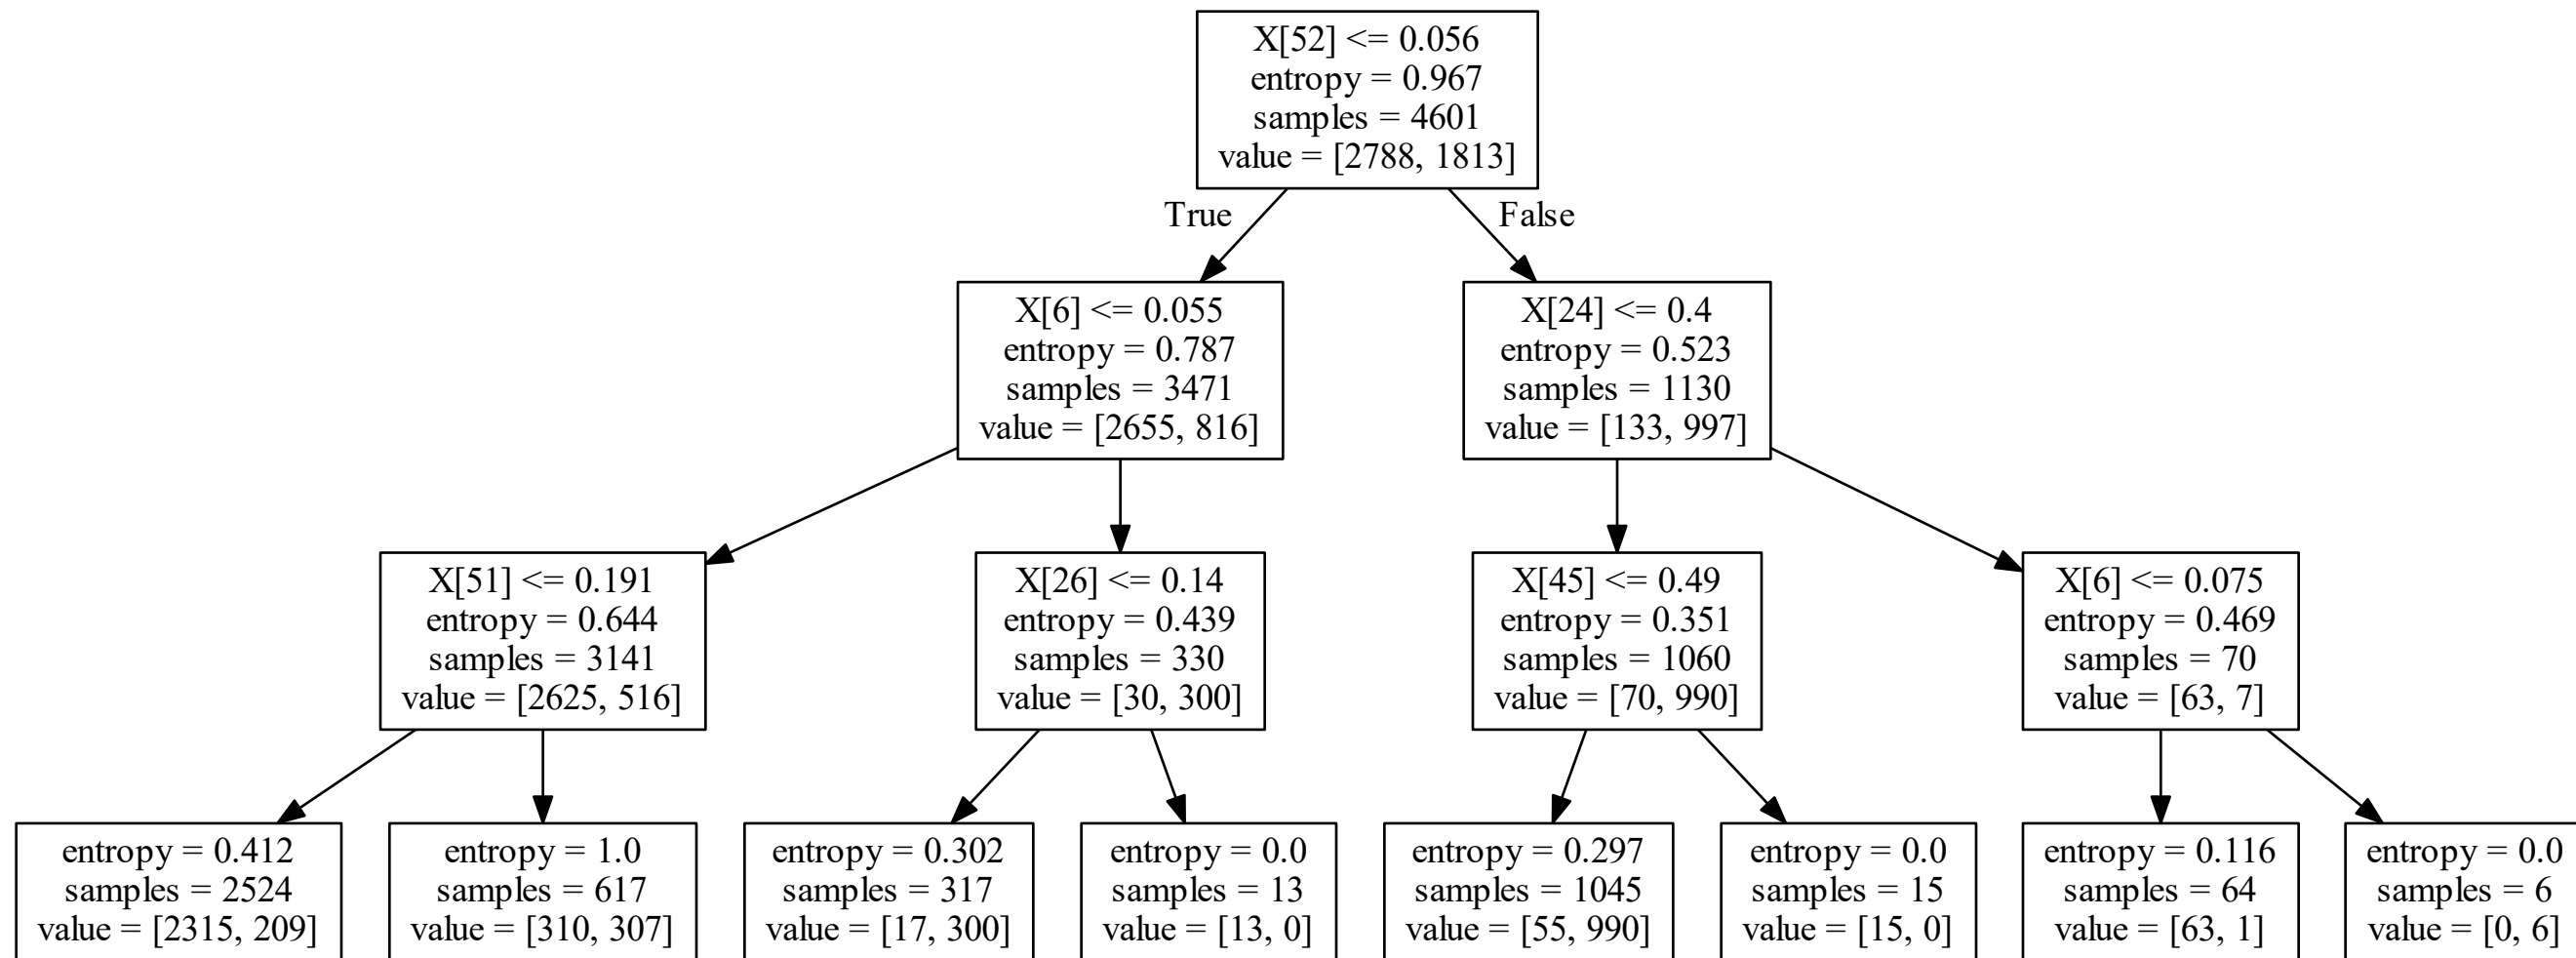 X[52] <= 0.056
entropy = 0.967
samples = 4601
value = [2788, 1813]
True
False
X[6] <= 0.055
entropy = 0.787
samples = 3471
value = [2655, 816]
X[24] <= 0.4
entropy = 0.523
samples = 1130
value = [133, 997]
X[51] <= 0.191
entropy = 0.644
samples = 3141
value = [2625, 516]
X[26] <= 0.14
entropy = 0.439
samples = 330
value = [30, 300]
X[45] <= 0.49
entropy = 0.351
samples = 1060
value = [70, 990]
X[6] <= 0.075
entropy = 0.469
samples = 70
value = [63, 7]
entropy = 0.412
samples = 2524
value = [2315, 209]
entropy = 1.0
samples = 617
value = [310, 307]
entropy = 0.302
samples = 317
value = [17, 300]
entropy = 0.0
samples = 13
value = [13, 0]
entropy = 0.297
samples = 1045
value = [55, 990]
entropy = 0.0
samples = 15
value = [15, 0]
entropy = 0.116
samples = 64
value = [63, 1]
entropy = 0.0
samples = 6
value = [0, 6]